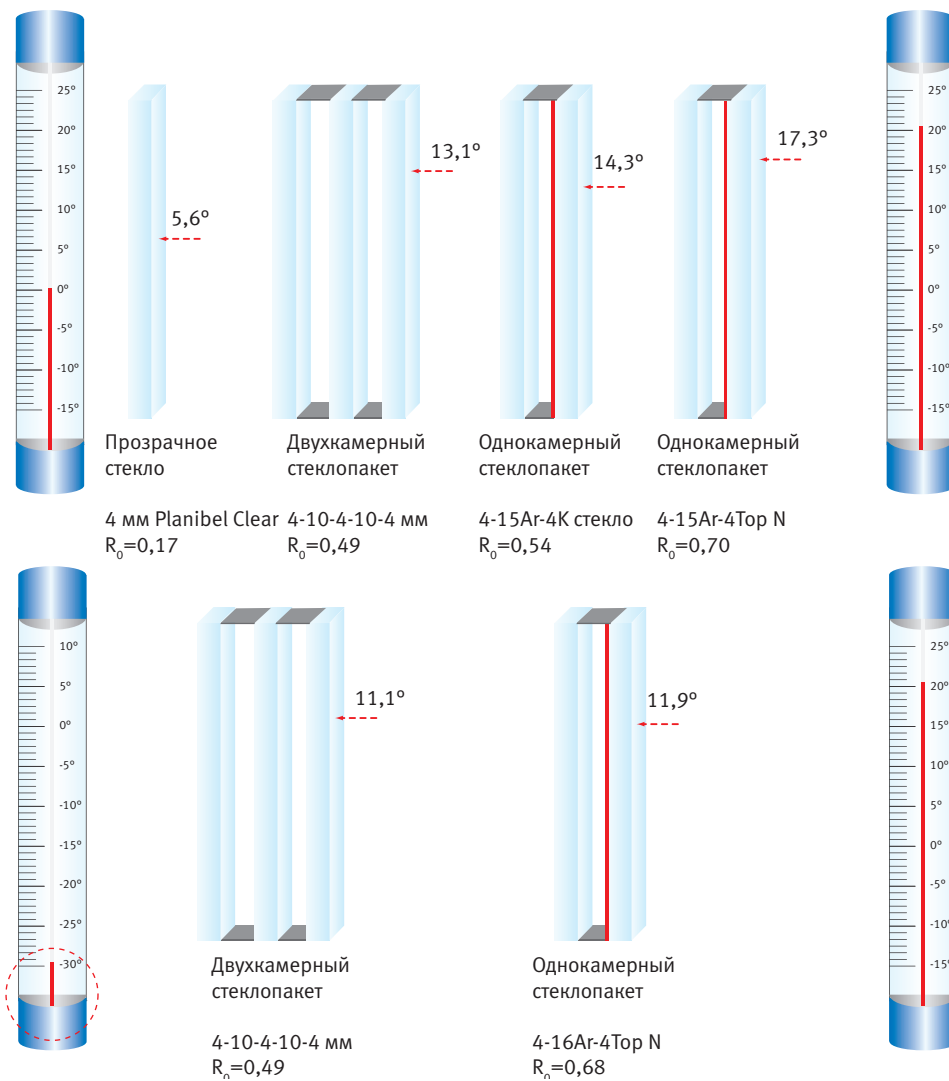 25°
20°
15°
10°
5°
0°
-5°
-10°
-15°
5,6°
13,1°
14,3°
17,3°
25°
20°
15°
10°
5°
0°
-5°
-10°
-15°
Прозрачное
стекло
4 мм Planibel Clear
R₀=0,17
Двухкамерный
стеклопакет
4-10-4-10-4 мм
R₀=0,49
Однокамерный
стеклопакет
4-15Ar-4К стекло
R₀=0,54
Однокамерный
стеклопакет
4-15Ar-4Top N
R₀=0,70
10°
5°
0°
-5°
-10°
-15°
-20°
-25°
-30°
11,1°
11,9°
25°
20°
15°
10°
5°
0°
-5°
-10°
-15°
Двухкамерный
стеклопакет
4-10-4-10-4 мм
R₀=0,49
Однокамерный
стеклопакет
4-16Ar-4Top N
R₀=0,68